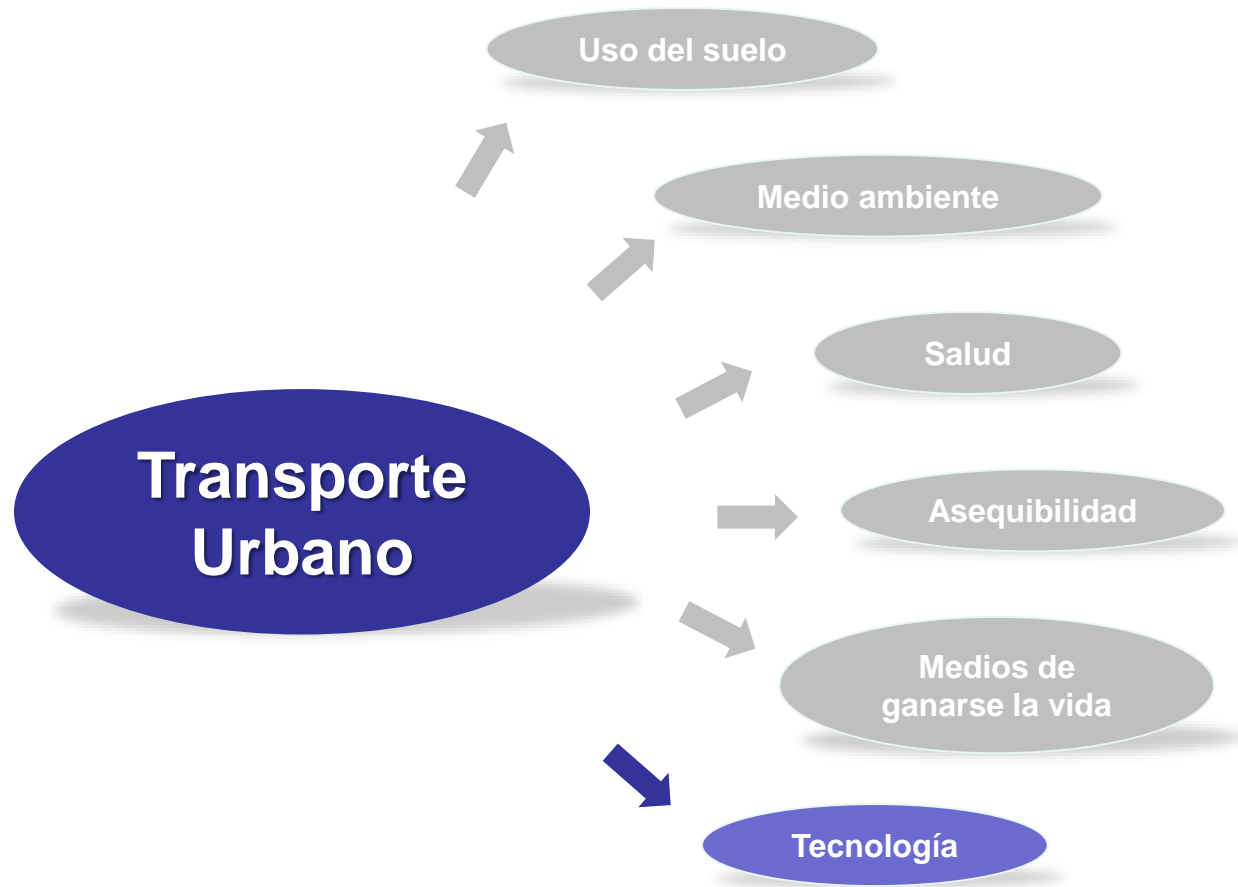 Uso del suelo
Medio ambiente
Salud
Transporte
Urbano
Asequibilidad
Medios de
ganarse la vida
Tecnología